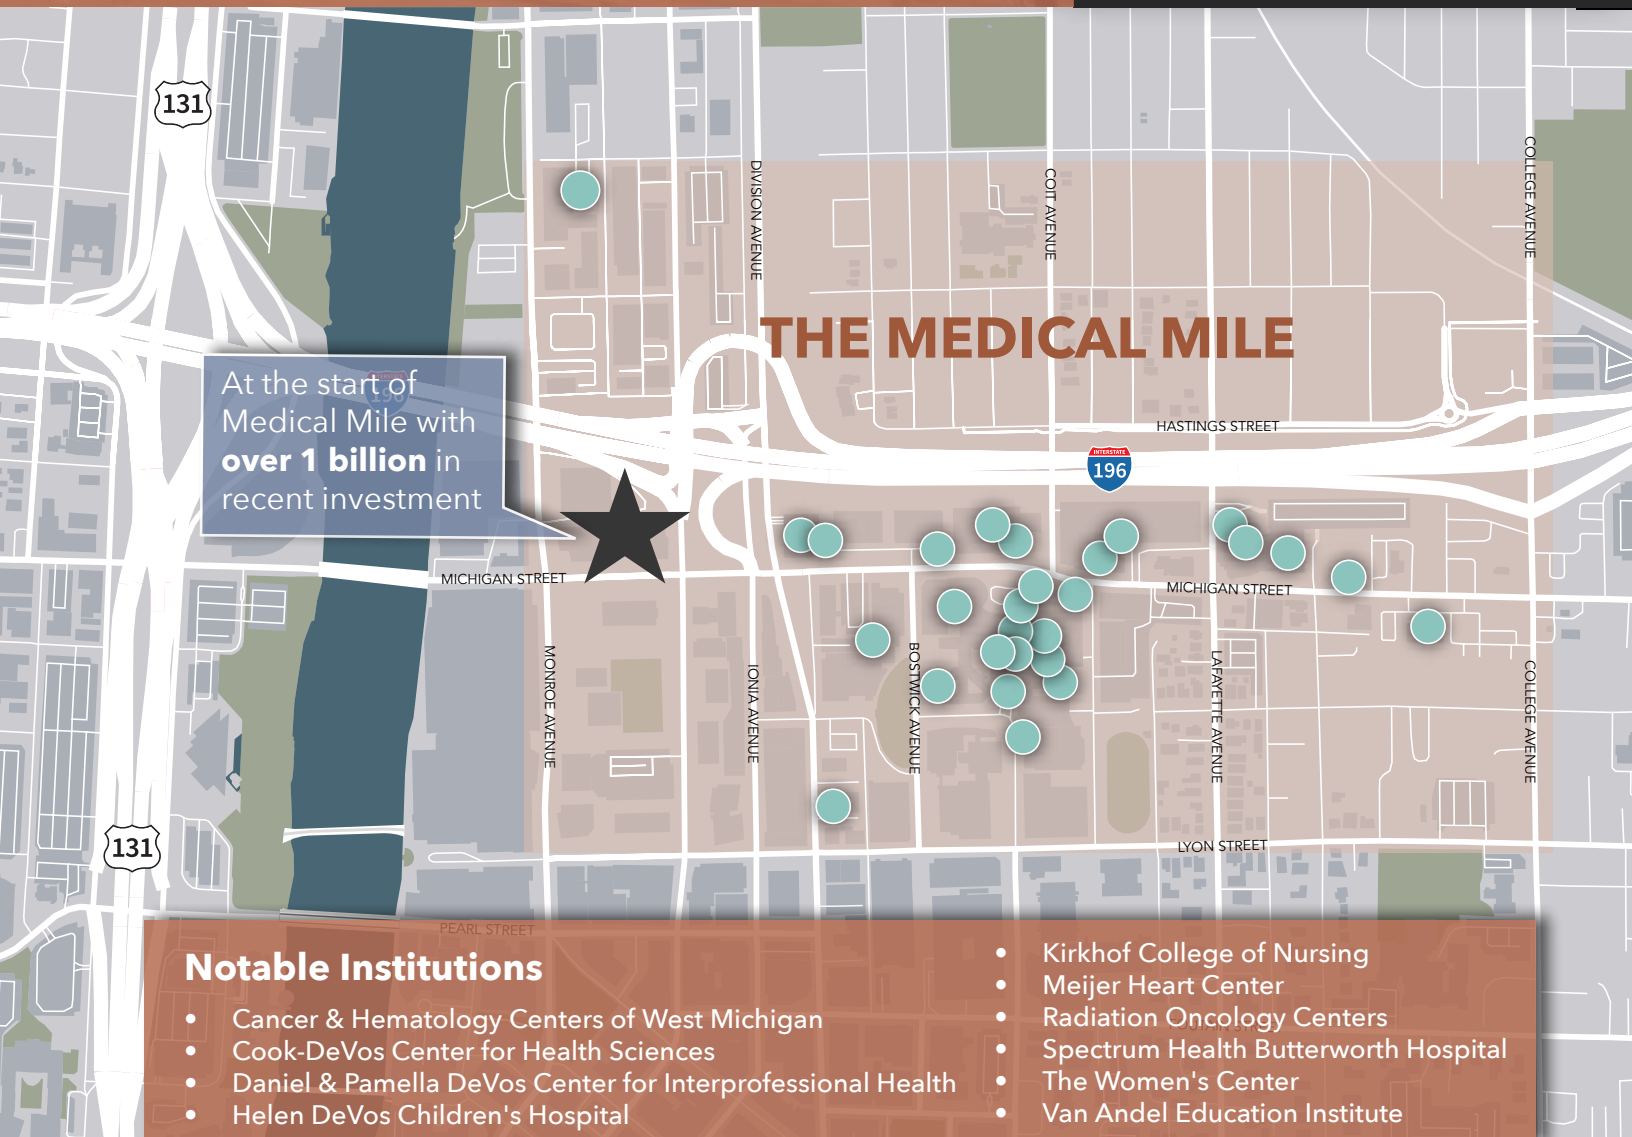 131
DIVISION AVENUE
COIT AVENUE
COLLEGE AVENUE
THE MEDICAL MILE
At the start of
Medical Mile with
over 1 billion in
recent investment
INTERSTATE
196
HASTINGS STREET
INTERSTATE
196
MICHIGAN STREET
MICHIGAN STREET
MONROE AVENUE
IONIA AVENUE
BOSTWICK AVENUE
LAFAYETTE AVENUE
COLLEGE AVENUE
131
LYON STREET
PEARL STREET
Notable Institutions
• Cancer & Hematology Centers of West Michigan
• Cook-DeVos Center for Health Sciences
• Daniel & Pamella DeVos Center for Interprofessional Health
• Helen DeVos Children's Hospital
• Kirkhof College of Nursing
• Meijer Heart Center
• Radiation Oncology Centers
• Spectrum Health Butterworth Hospital
• The Women's Center
• Van Andel Education Institute